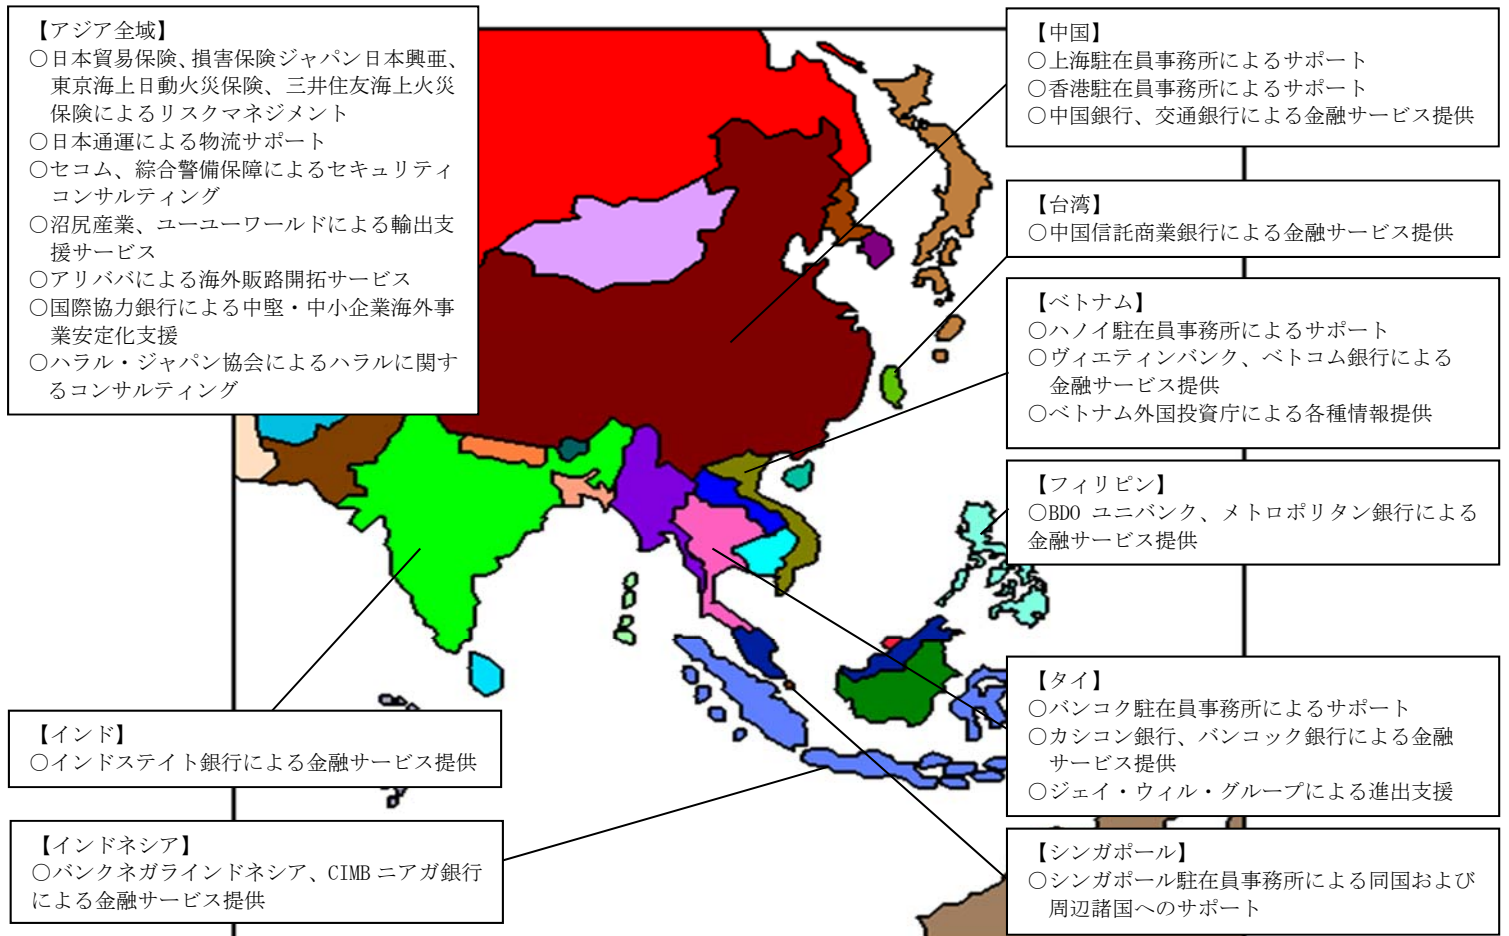 【アジア全域】
○日本貿易保険、損害保険ジャパン日本興亜、
東京海上日動火災保険、三井住友海上火災
保険によるリスクマネジメント
○日本通運による物流サポート
○セコム、綜合警備保障によるセキュリティ
コンサルティング
○沼尻産業、ユーユーワールドによる輸出支
援サービス
○アリババによる海外販路開拓サービス
○国際協力銀行による中堅・中小企業海外事
業安定化支援
○ハラル・ジャパン協会によるハラルに関す
るコンサルティング
【中国】
○上海駐在員事務所によるサポート
○香港駐在員事務所によるサポート
○中国銀行、交通銀行による金融サービス提供
【台湾】
○中国信託商業銀行による金融サービス提供
【ベトナム】
○ハノイ駐在員事務所によるサポート
○ヴィエティンバンク、ベトコム銀行による
金融サービス提供
○ベトナム外国投資庁による各種情報提供
【フィリピン】
○BDO ユニバンク、メトロポリタン銀行による
金融サービス提供
【タイ】
○バンコク駐在員事務所によるサポート
○カシコン銀行、バンコック銀行による金融
サービス提供
○ジェイ・ウィル・グループによる進出支援
【シンガポール】
○シンガポール駐在員事務所による同国および
周辺諸国へのサポート
【インド】
○インドステイト銀行による金融サービス提供
【インドネシア】
○バンクネガラインドネシア、CIMB ニアガ銀行
による金融サービス提供